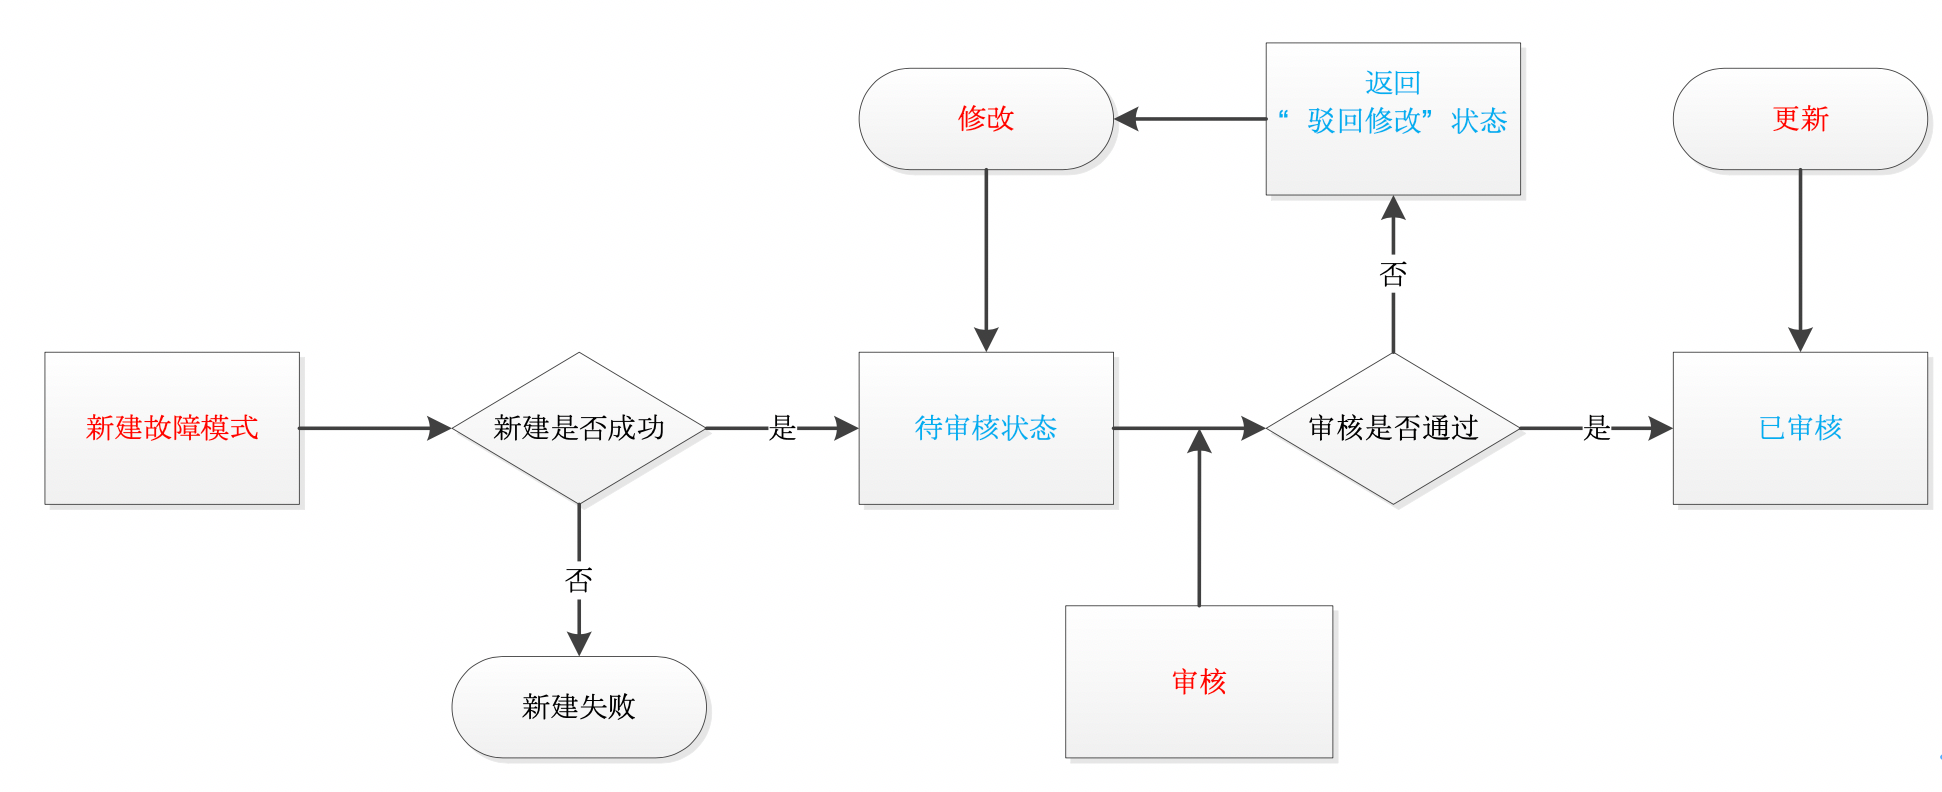 返回
“ 驳回修改” 状态
修改
更新
否
新建故障模式
新建是否成功
是
待审核状态
审核是否通过
是
已审核
否
审核
新建失败